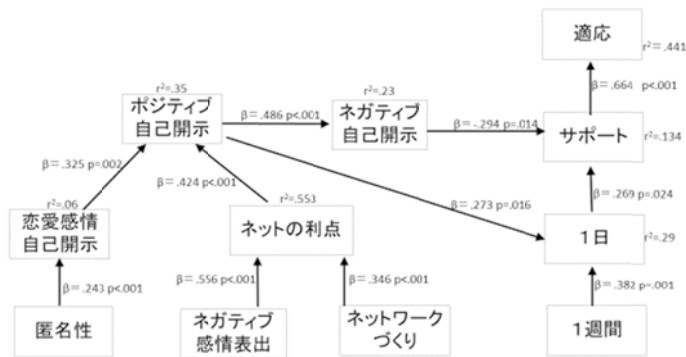 適応
r²=.441
β=.664 p<.001
r²=.35
ポジティブ
自己開示
β=.486 p<.001
r²=.23
ネガティブ
自己開示
β=-.294 p=.014
サポート
r²=.134
β=.325 p=.002
β=.424 p<.001
β=.273 p=.016
β=.269 p=.024
r²=.06
恋愛感情
自己開示
r²=.553
ネットの利点
1日
r²=.29
β=.243 p<.001
β=.556 p<.001
β=.346 p<.001
β=.382 p=.001
匿名性
ネガティブ
感情表出
ネットワーク
づくり
1週間